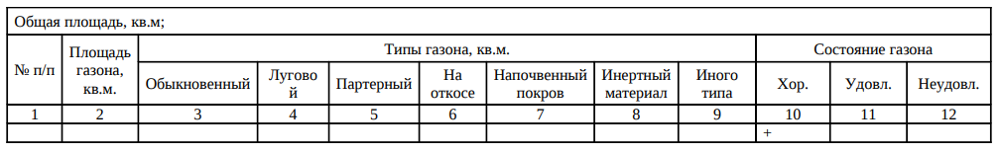 Общая площадь, кв.м;
№ п/п
Площадь
газона,
кв.м.
Типы газона, кв.м.
Состояние газона
Обыкновенный
Лугово
й
Партерный
На
откосе
Напочвенный
покров
Инертный
материал
Иного
типа
Хор.
Удовл.
Неудовл.
1 2 3 4 5 6 7 8 9 10 11 12
+